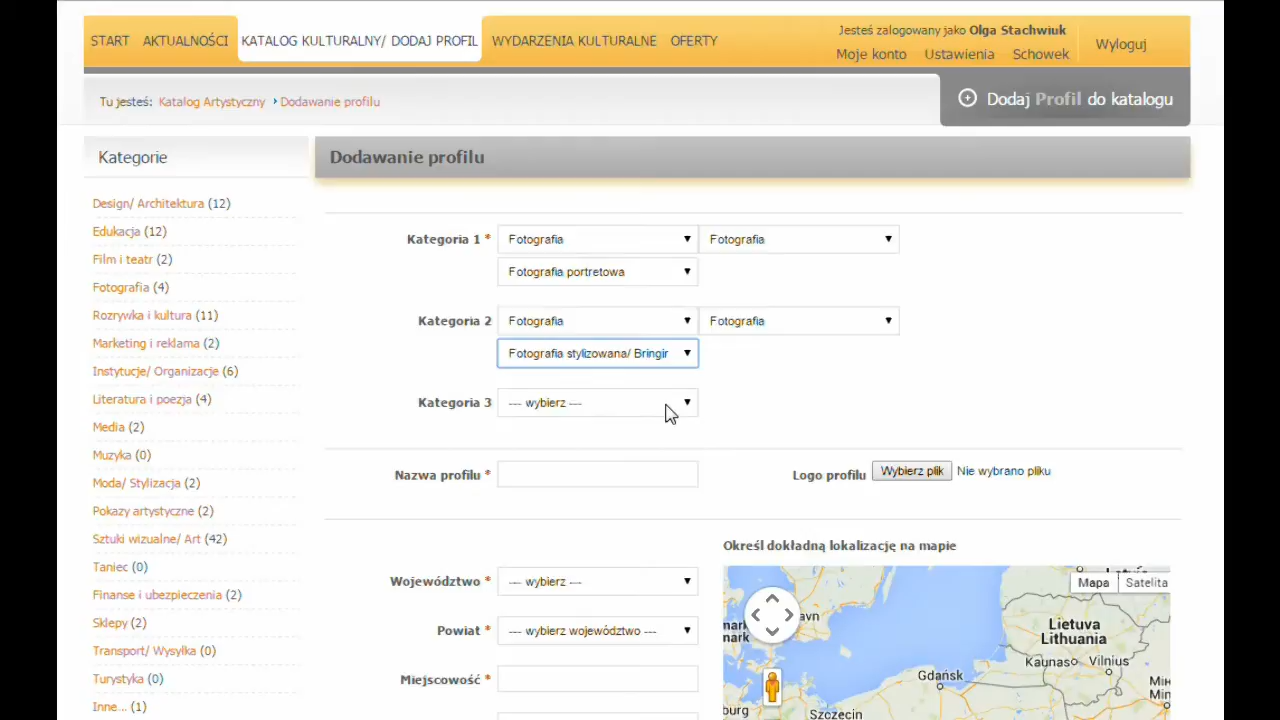 START AKTUALNOŚCI KATALOG KULTURALNY/ DODAJ PROFIL WYDARZENIA KULTURALNE OFERTY
Jesteś zalogowany jako Olga Stachwiuk
Moje konto Ustawienia Schowek Wyloguj
Tu jesteś: Katalog Artystyczny Dodawanie profilu
Dodaj Profil do katalogu
Kategorie
Design/ Architektura (12)
Edukacja (12)
Film i teatr (2)
Fotografia (4)
Rozrywka i kultura (11)
Marketing i reklama (2)
Instytucje/ Organizacje (6)
Literatura i poezja (4)
Media (2)
Muzyka (0)
Moda/ Stylizacja (2)
Pokazy artystyczne (2)
Sztuki wizualne/ Art (42)
Taniec (0)
Finanse i ubezpieczenia (2)
Sklepy (2)
Transport/ Wysyłka (0)
Turystyka (0)
Inne... (1)
Dodawanie profilu
Kategoria 1 * Fotografia Fotografia
Fotografia portretowa
Kategoria 2 Fotografia Fotografia
Fotografia stylizowana/ Bringir
Kategoria 3 --- wybierz ---
Nazwa profilu * Logo profilu Wybierz plik Nie wybrano pliku
Określ dokładną lokalizację na mapie
Województwo * --- wybierz ---
Powiat * --- wybierz województwo ---
Miejscowość *
Mapa Satelita
avn
mark
Lietuva
Lithuania
Kaunas Vilnius
Gdańsk
Szczecin
burg